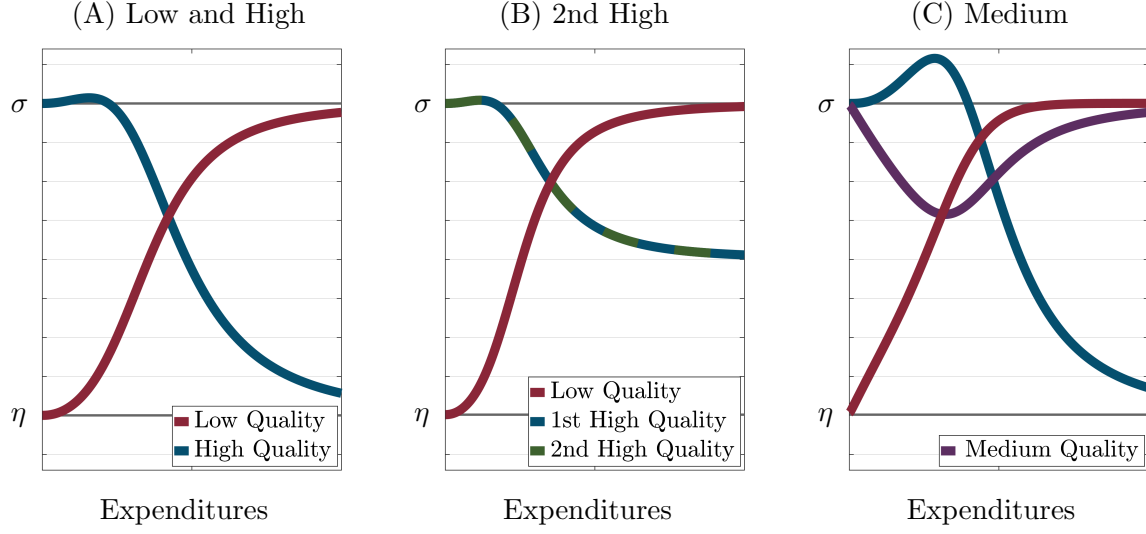 (A) Low and High
σ
η
Low Quality
High Quality
Expenditures
(B) 2nd High
σ
η
Low Quality
1st High Quality
2nd High Quality
Expenditures
(C) Medium
σ
η
Medium Quality
Expenditures